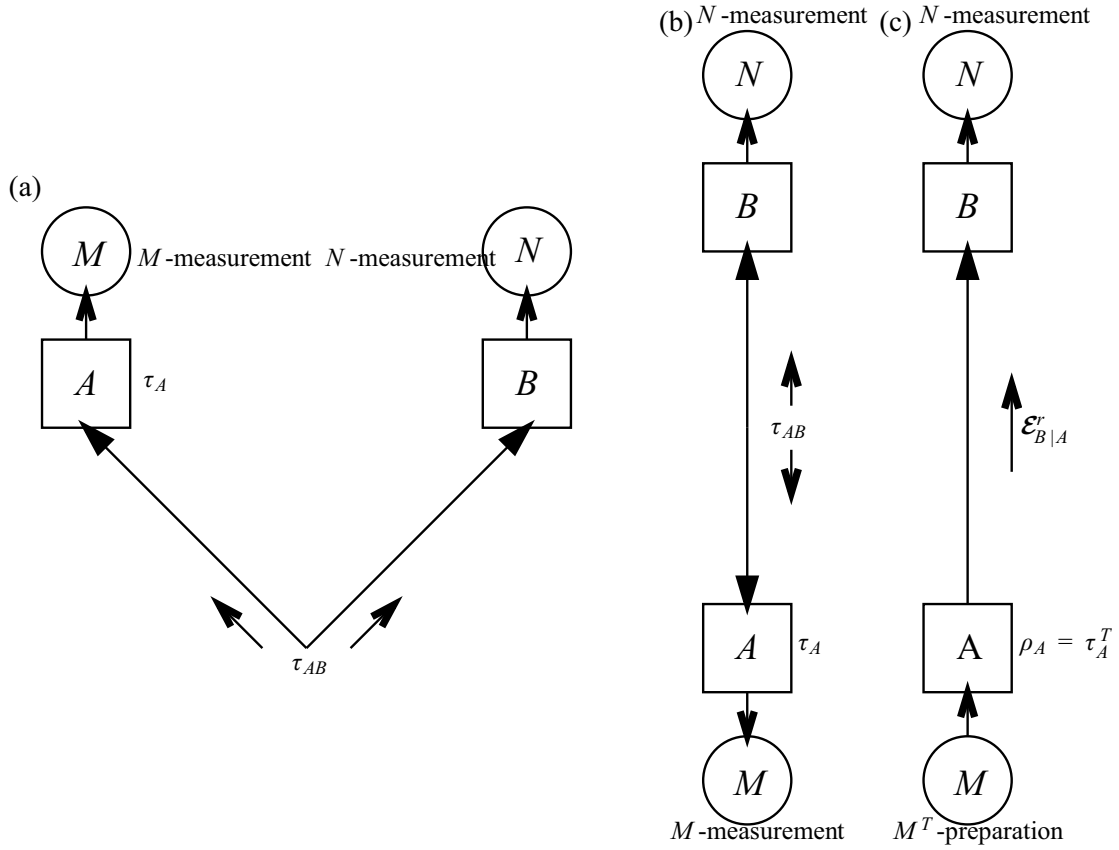 (a)
M
M-measurement
N-measurement
N
A
τ_A
B
τ_AB
(b)
N-measurement
N
B
τ_AB
A
τ_A
M
M-measurement
(c)
N-measurement
N
B
ℰ^r_{B|A}
A
ρ_A = τ_A^T
M
M^T-preparation